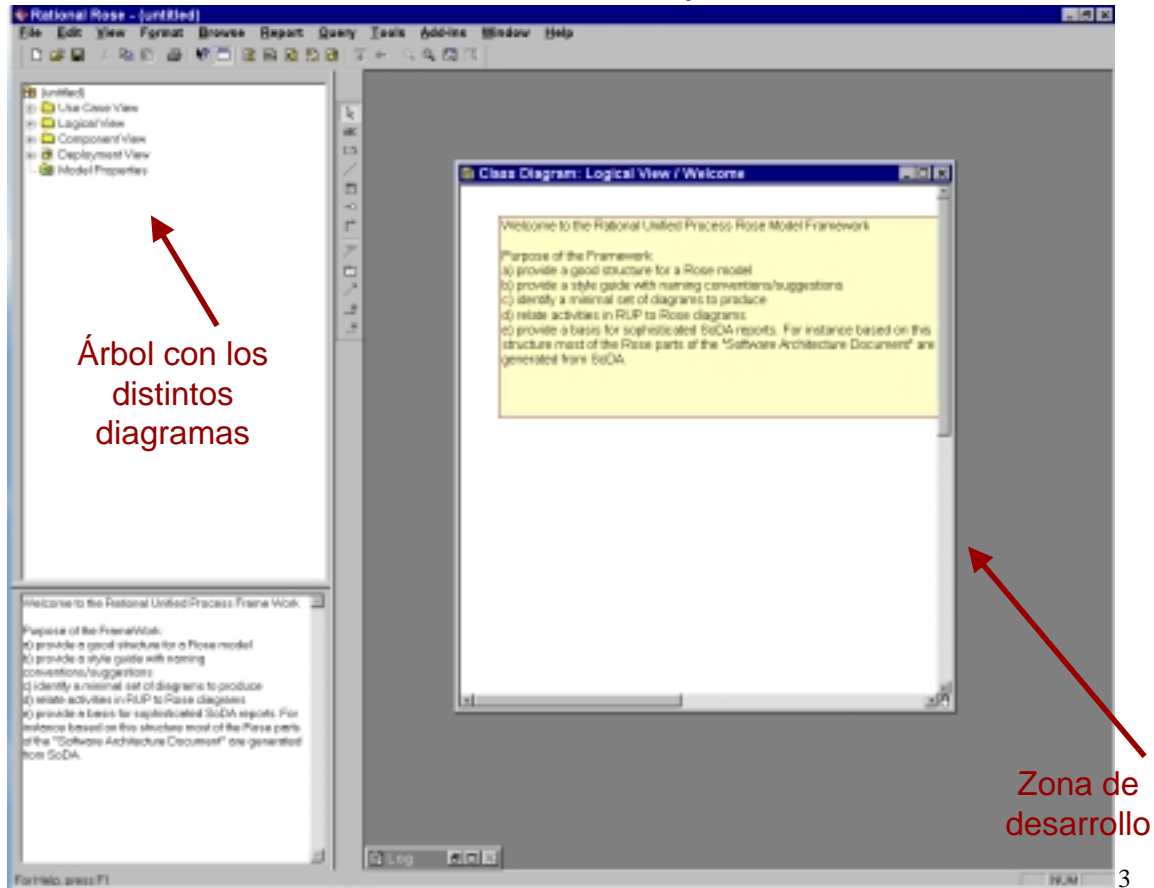 Rational Rose - (untitled)
File Edit View Format Browse Report Query Tools Add-Ins Window Help
(untitled)
Use Case View
Logical View
Component View
Deployment View
Model Properties
Árbol con los
distintos
diagramas
ABC
Class Diagram: Logical View / Welcome
Welcome to the Rational Unified Process Rose Model Framework
Purpose of the Framework:
a) provide a good structure for a Rose model
b) provide a style guide with naming conventions/suggestions
c) identify a minimal set of diagrams to produce
d) relate activities in RUP to Rose diagrams
e) provide a basis for sophisticated SoDA reports. For instance based on this
structure most of the Rose parts of the "Software Architecture Document" are
generated from SoDA.
Welcome to the Rational Unified Process Frame Work.
Purpose of the FrameWork:
a) provide a good structure for a Rose model
b) provide a style guide with naming
conventions/suggestions
c) identify a minimal set of diagrams to produce
d) relate activities in RUP to Rose diagrams
e) provide a basis for sophisticated SoDA reports. For
instance based on this structure most of the Rose parts
of the "Software Architecture Document" are generated
from SoDA.
Zona de
desarrollo
Log
For Help, press F1
NUM
3